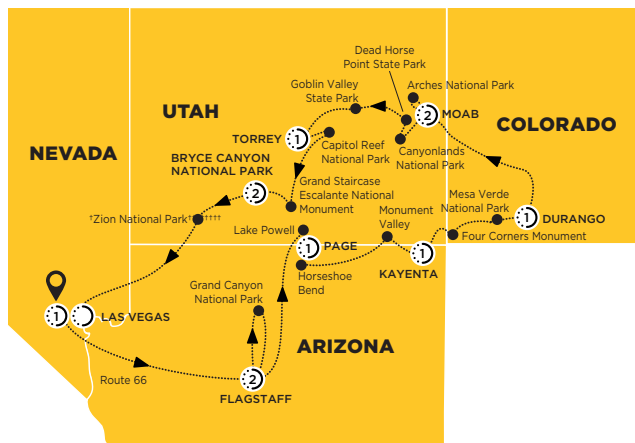 Dead Horse
Point State Park
Arches National Park
Goblin Valley
State Park
UTAH
2
MOAB
COLORADO
TORREY
1
Capitol Reef
National Park
Canyonlands
National Park
NEVADA
BRYCE CANYON
NATIONAL PARK
2
Grand Staircase
Escalante National
Monument
Mesa Verde
National Park
1
DURANGO
†Zion National Park††††††
Monument
Valley
Four Corners Monument
Lake Powell
1
PAGE
1
KAYENTA
Horseshoe
Bend
Grand Canyon
National Park
1
LAS VEGAS
ARIZONA
Route 66
2
FLAGSTAFF